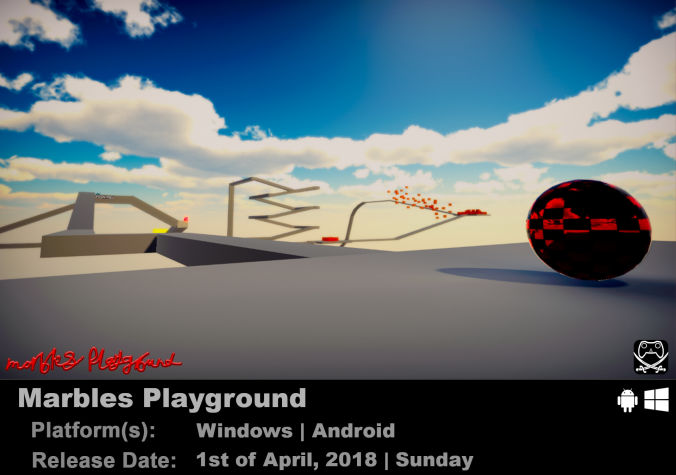 marbles Playground
Marbles Playground
Platform(s): Windows | Android
Release Date: 1st of April, 2018 | Sunday